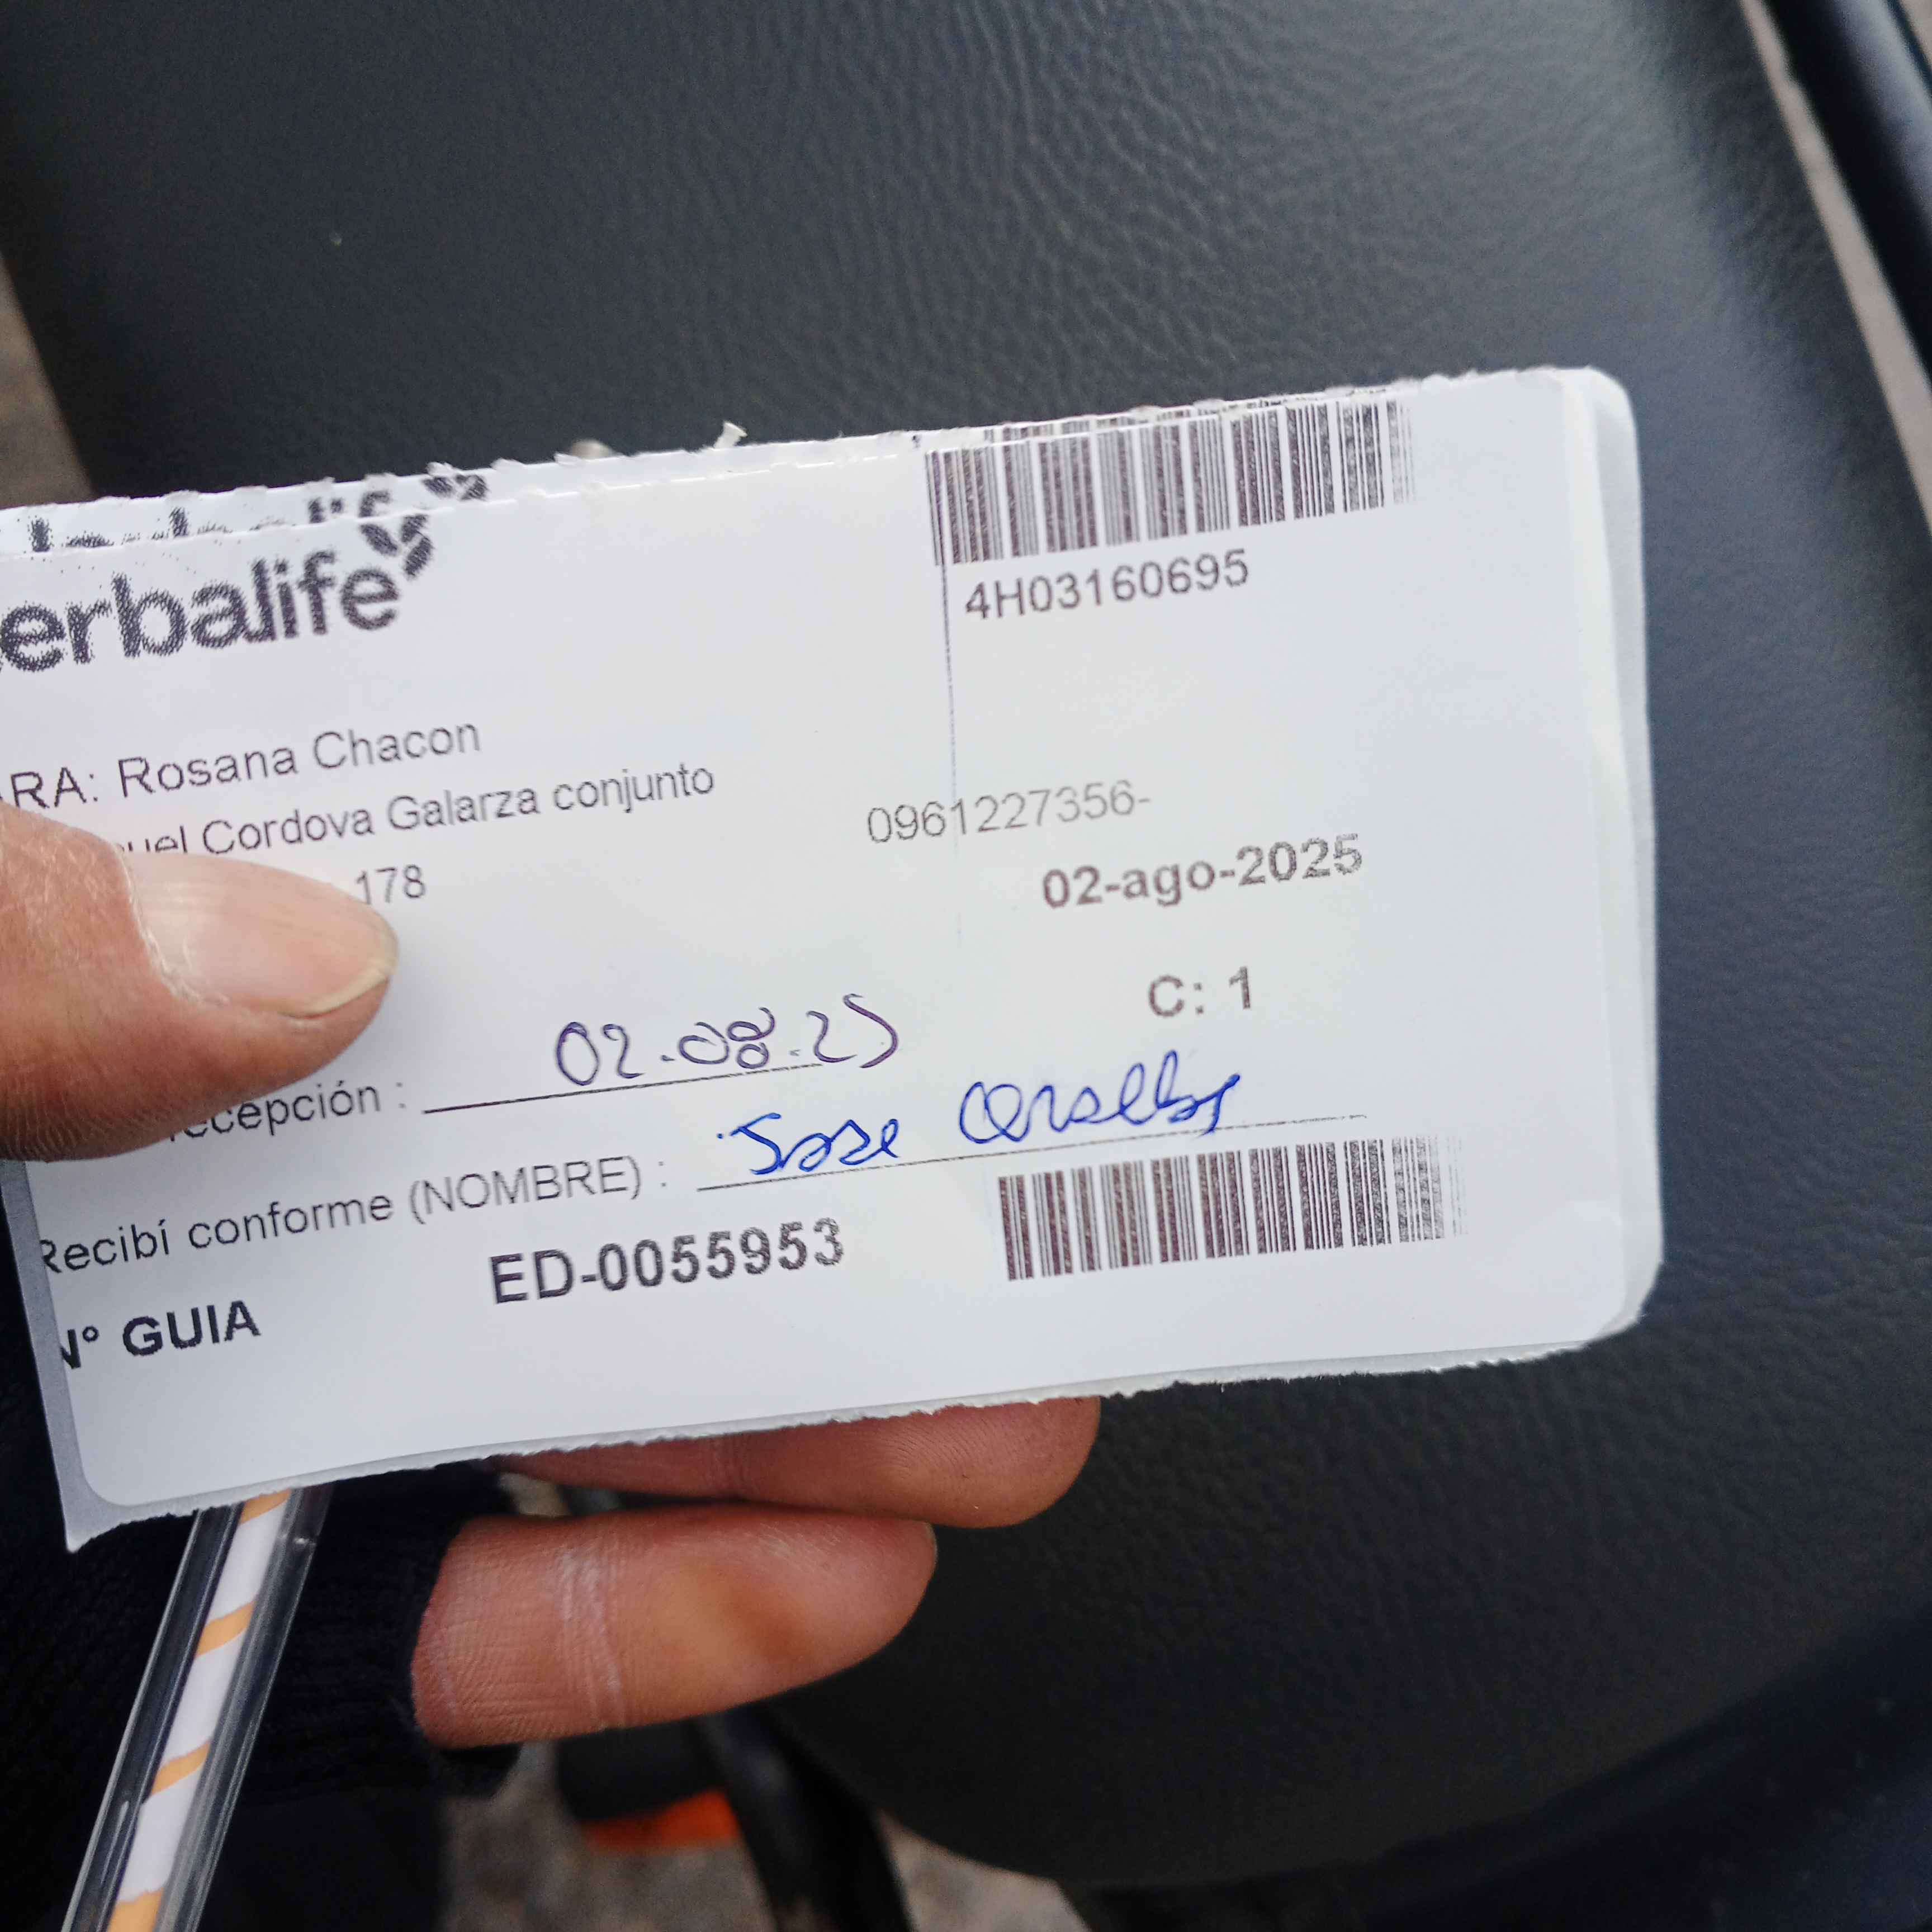 erbalife
4H03160695
RA: Rosana Chacon
uel Cordova Galarza conjunto
0961227356-
178
02-ago-2025
C: 1
ecepción : 02.08.25
Recibí conforme (NOMBRE) : Jose
N° GUIA ED-0055953